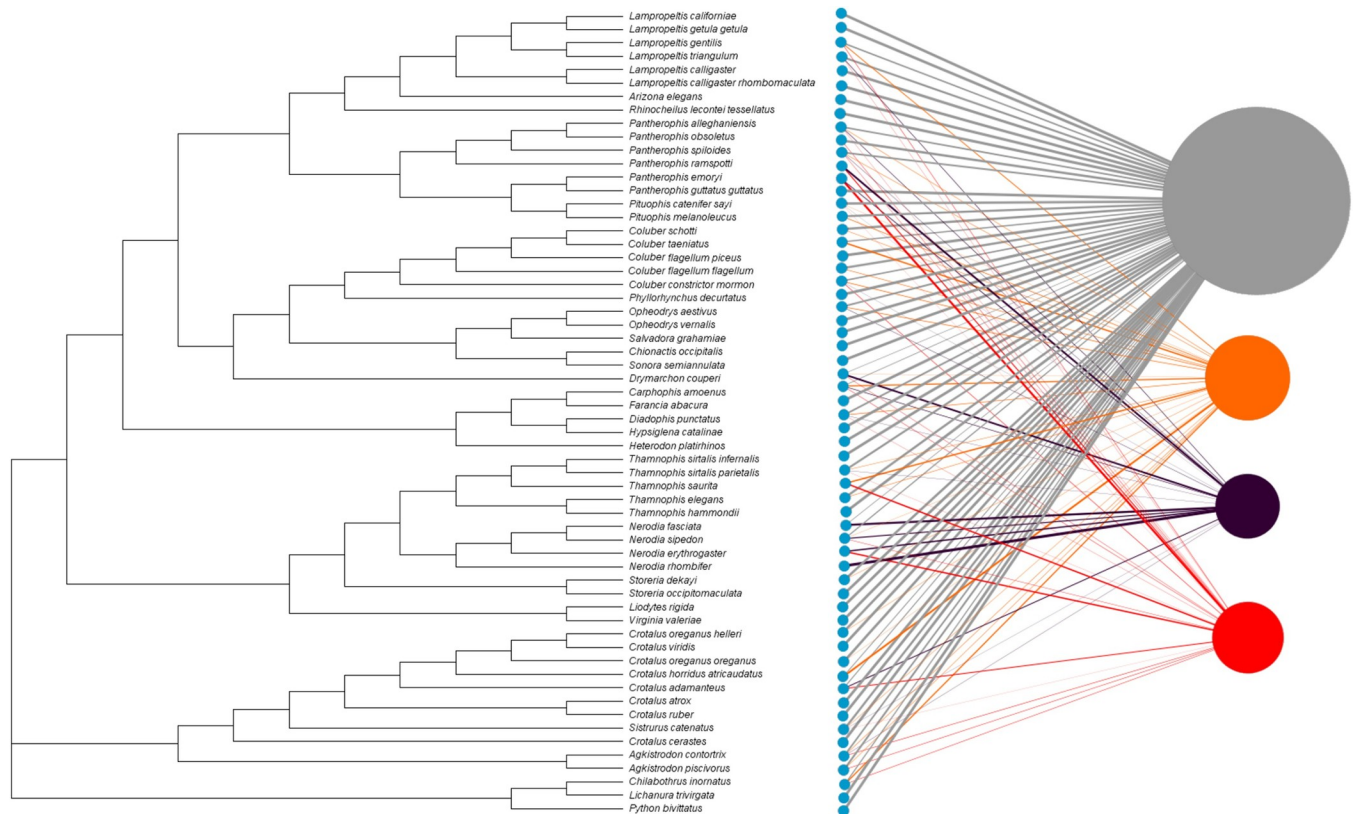 Lampropeltis californiae
Lampropeltis getula getula
Lampropeltis gentilis
Lampropeltis triangulum
Lampropeltis calligaster
Lampropeltis calligaster rhombomaculata
Arizona elegans
Rhinocheilus lecontei tessellatus
Pantherophis alleghaniensis
Pantherophis obsoletus
Pantherophis spiloides
Pantherophis ramspotti
Pantherophis emoryi
Pantherophis guttatus guttatus
Pituophis catenifer sayi
Pituophis melanoleucus
Coluber schotti
Coluber taeniatus
Coluber flagellum piceus
Coluber flagellum flagellum
Coluber constrictor mormon
Phyllorhynchus decurtatus
Opheodrys aestivus
Opheodrys vernalis
Salvadora grahamiae
Chionactis occipitalis
Sonora semiannulata
Drymarchon couperi
Carphophis amoenus
Farancia abacura
Diadophis punctatus
Hypsiglena catalinae
Heterodon platirhinos
Thamnophis sirtalis infernalis
Thamnophis sirtalis parietalis
Thamnophis saurita
Thamnophis elegans
Thamnophis hammondii
Nerodia fasciata
Nerodia sipedon
Nerodia erythrogaster
Nerodia rhombifer
Storeria dekayi
Storeria occipitomaculata
Liodytes rigida
Virginia valeriae
Crotalus oreganus helleri
Crotalus viridis
Crotalus oreganus oreganus
Crotalus horridus atricaudatus
Crotalus adamanteus
Crotalus atrox
Crotalus ruber
Sistrurus catenatus
Crotalus cerastes
Agkistrodon contortrix
Agkistrodon piscivorus
Chilabothrus inornatus
Lichanura trivirgata
Python bivittatus